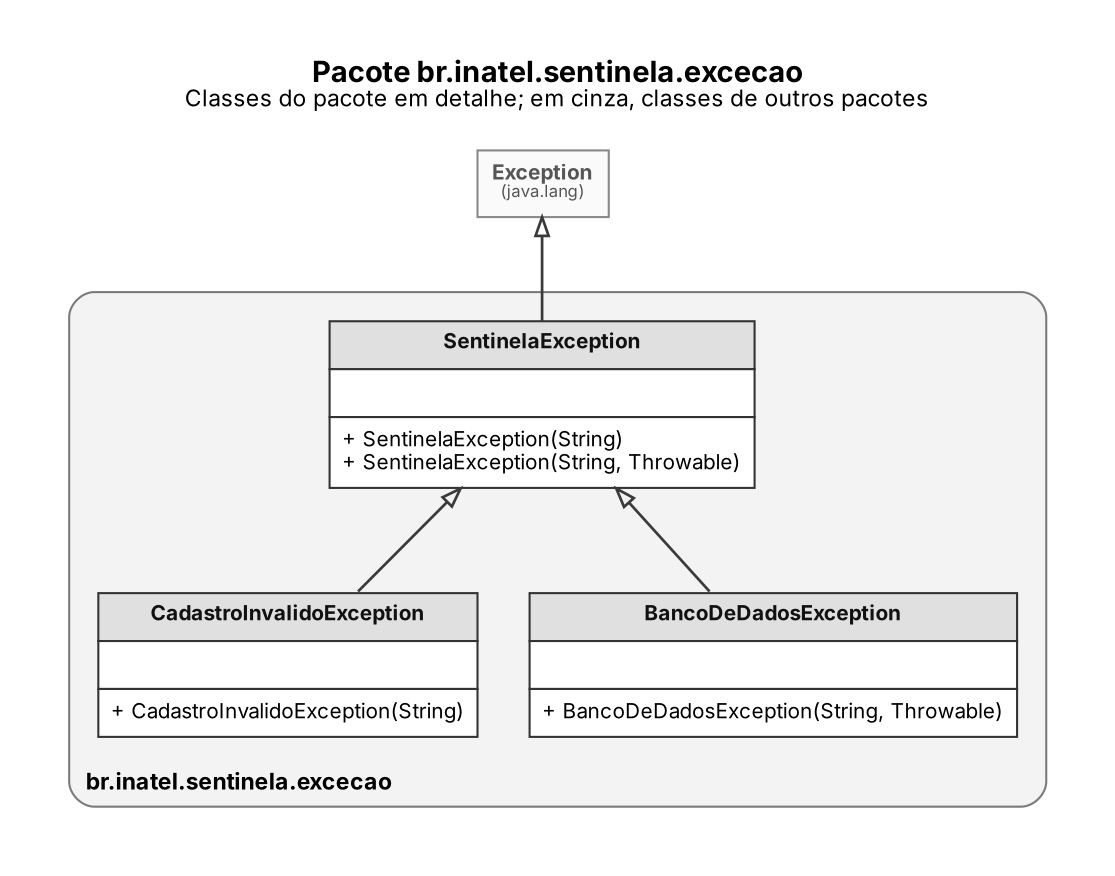 Pacote br.inatel.sentinela.excecao
Classes do pacote em detalhe; em cinza, classes de outros pacotes
Exception
(java.lang)
SentinelaException
+ SentinelaException(String)
+ SentinelaException(String, Throwable)
CadastroInvalidoException
+ CadastroInvalidoException(String)
BancoDeDadosException
+ BancoDeDadosException(String, Throwable)
br.inatel.sentinela.excecao